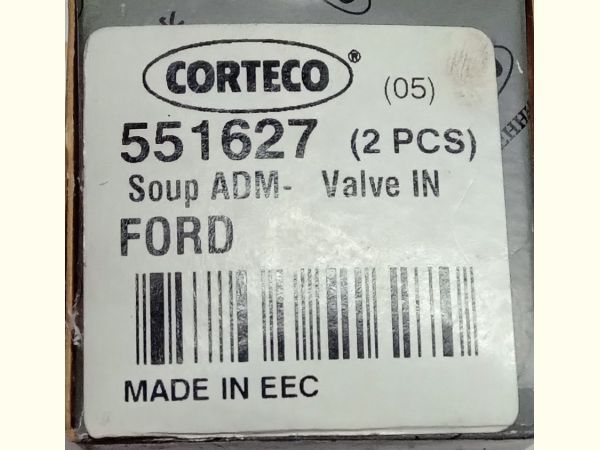 CORTECO®
(05)
551627 (2 PCS)
Soup ADM- Valve IN
FORD
MADE IN EEC